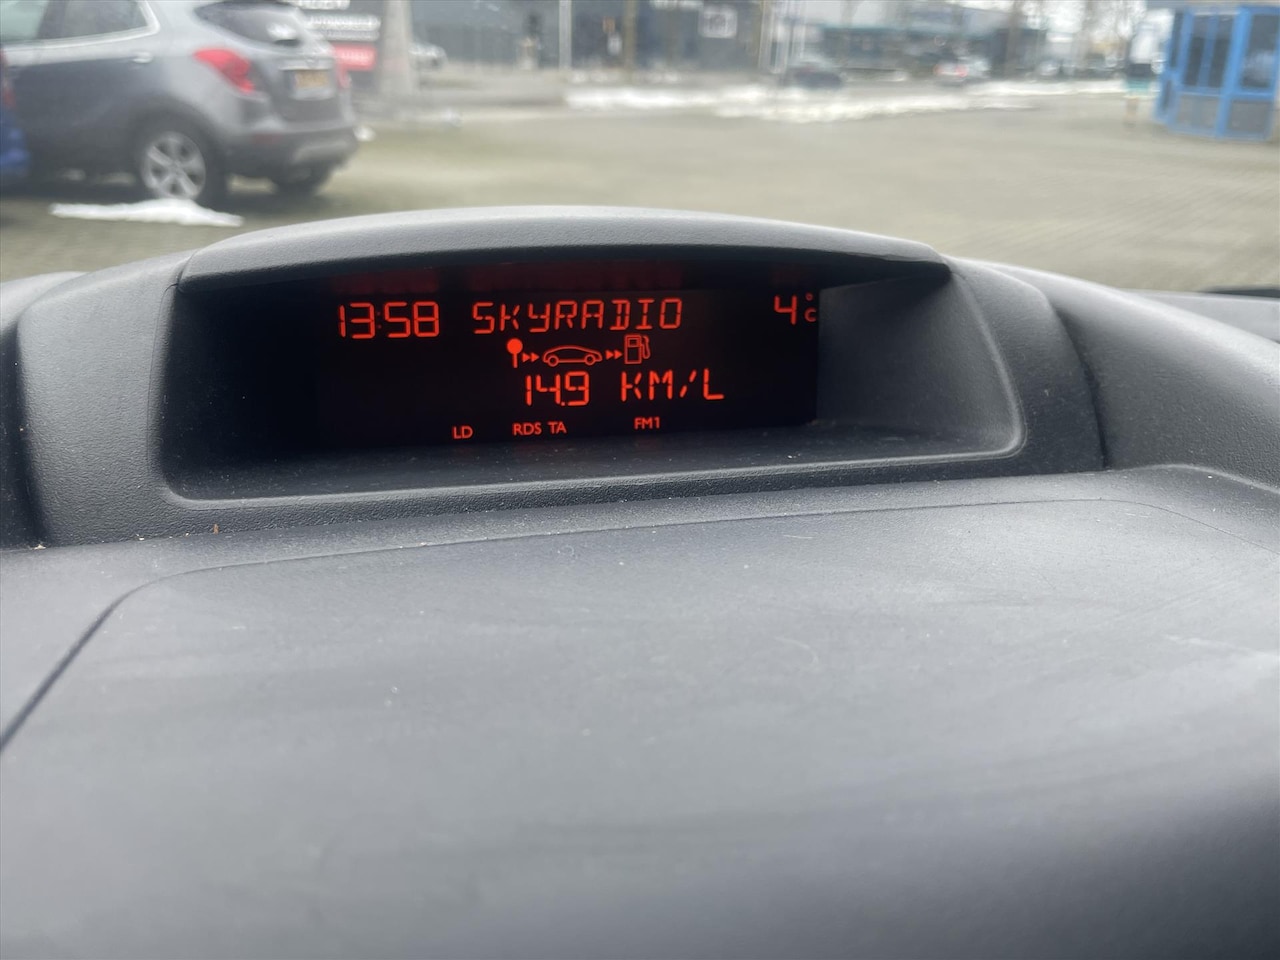 13:58 SKYRADIO 4°C
14.9 KM/L
LD RDS TA FM1